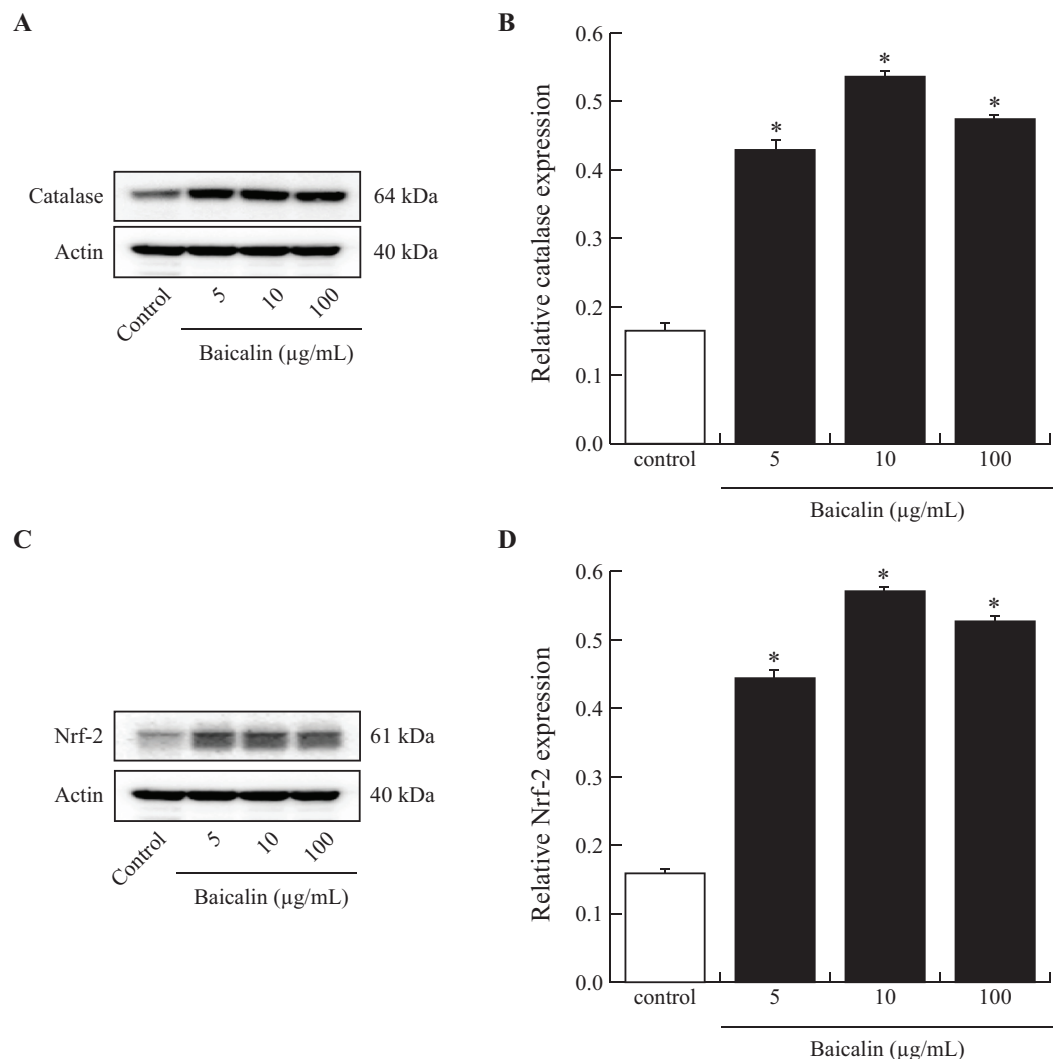 A
Catalase
64 kDa
Actin
40 kDa
Control
5
10
100
Baicalin (µg/mL)
B
Relative catalase expression
0.6
0.5
0.4
0.3
0.2
0.1
0.0
*
*
*
control
5
10
100
Baicalin (µg/mL)
C
Nrf-2
61 kDa
Actin
40 kDa
Control
5
10
100
Baicalin (µg/mL)
D
Relative Nrf-2 expression
0.6
0.5
0.4
0.3
0.2
0.1
0.0
*
*
*
control
5
10
100
Baicalin (µg/mL)